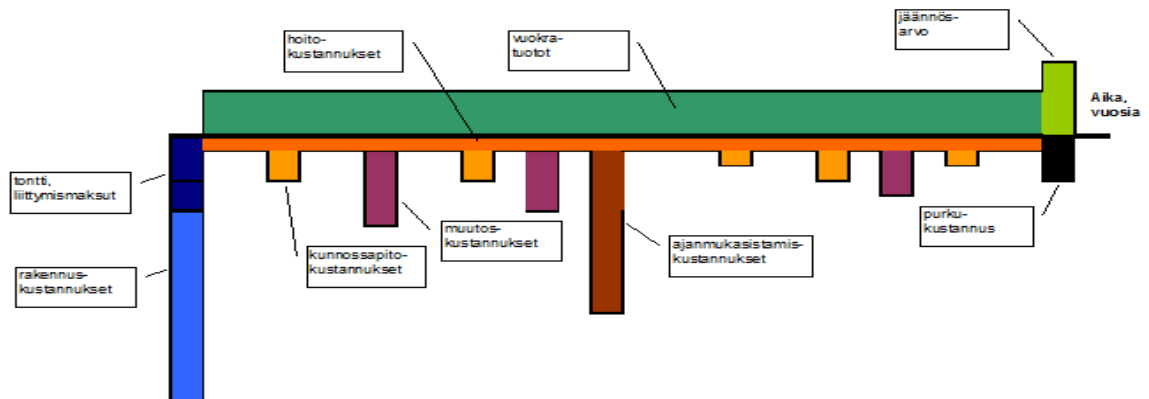 jäännös-
arvo
hoito-
kustannukset
vuokra-
tuotot
Aika,
vuosia
tontti,
liittymismaksut
purku-
kustannus
muutos-
kustannukset
ajanmukasistamis-
kustannukset
kunnossapito-
kustannukset
rakennus-
kustannukset